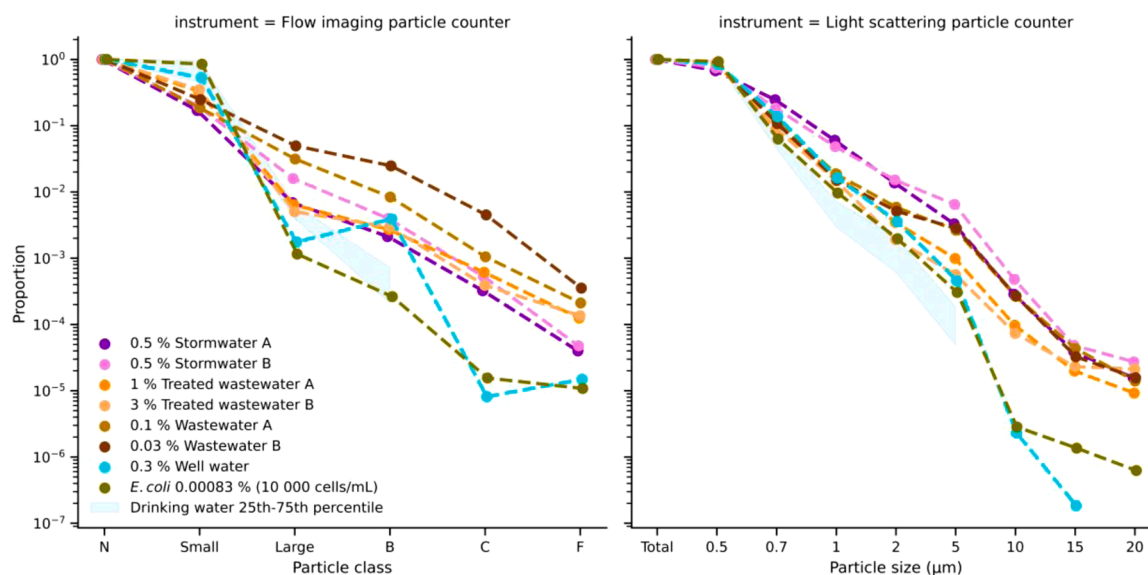 instrument = Flow imaging particle counter
Proportion
10⁰
10⁻¹
10⁻²
10⁻³
10⁻⁴
10⁻⁵
10⁻⁶
10⁻⁷
0.5 % Stormwater A
0.5 % Stormwater B
1 % Treated wastewater A
3 % Treated wastewater B
0.1 % Wastewater A
0.03 % Wastewater B
0.3 % Well water
E. coli 0.00083 % (10 000 cells/mL)
Drinking water 25th-75th percentile
N Small Large B C F
Particle class
instrument = Light scattering particle counter
Total 0.5 0.7 1 2 5 10 15 20
Particle size (μm)